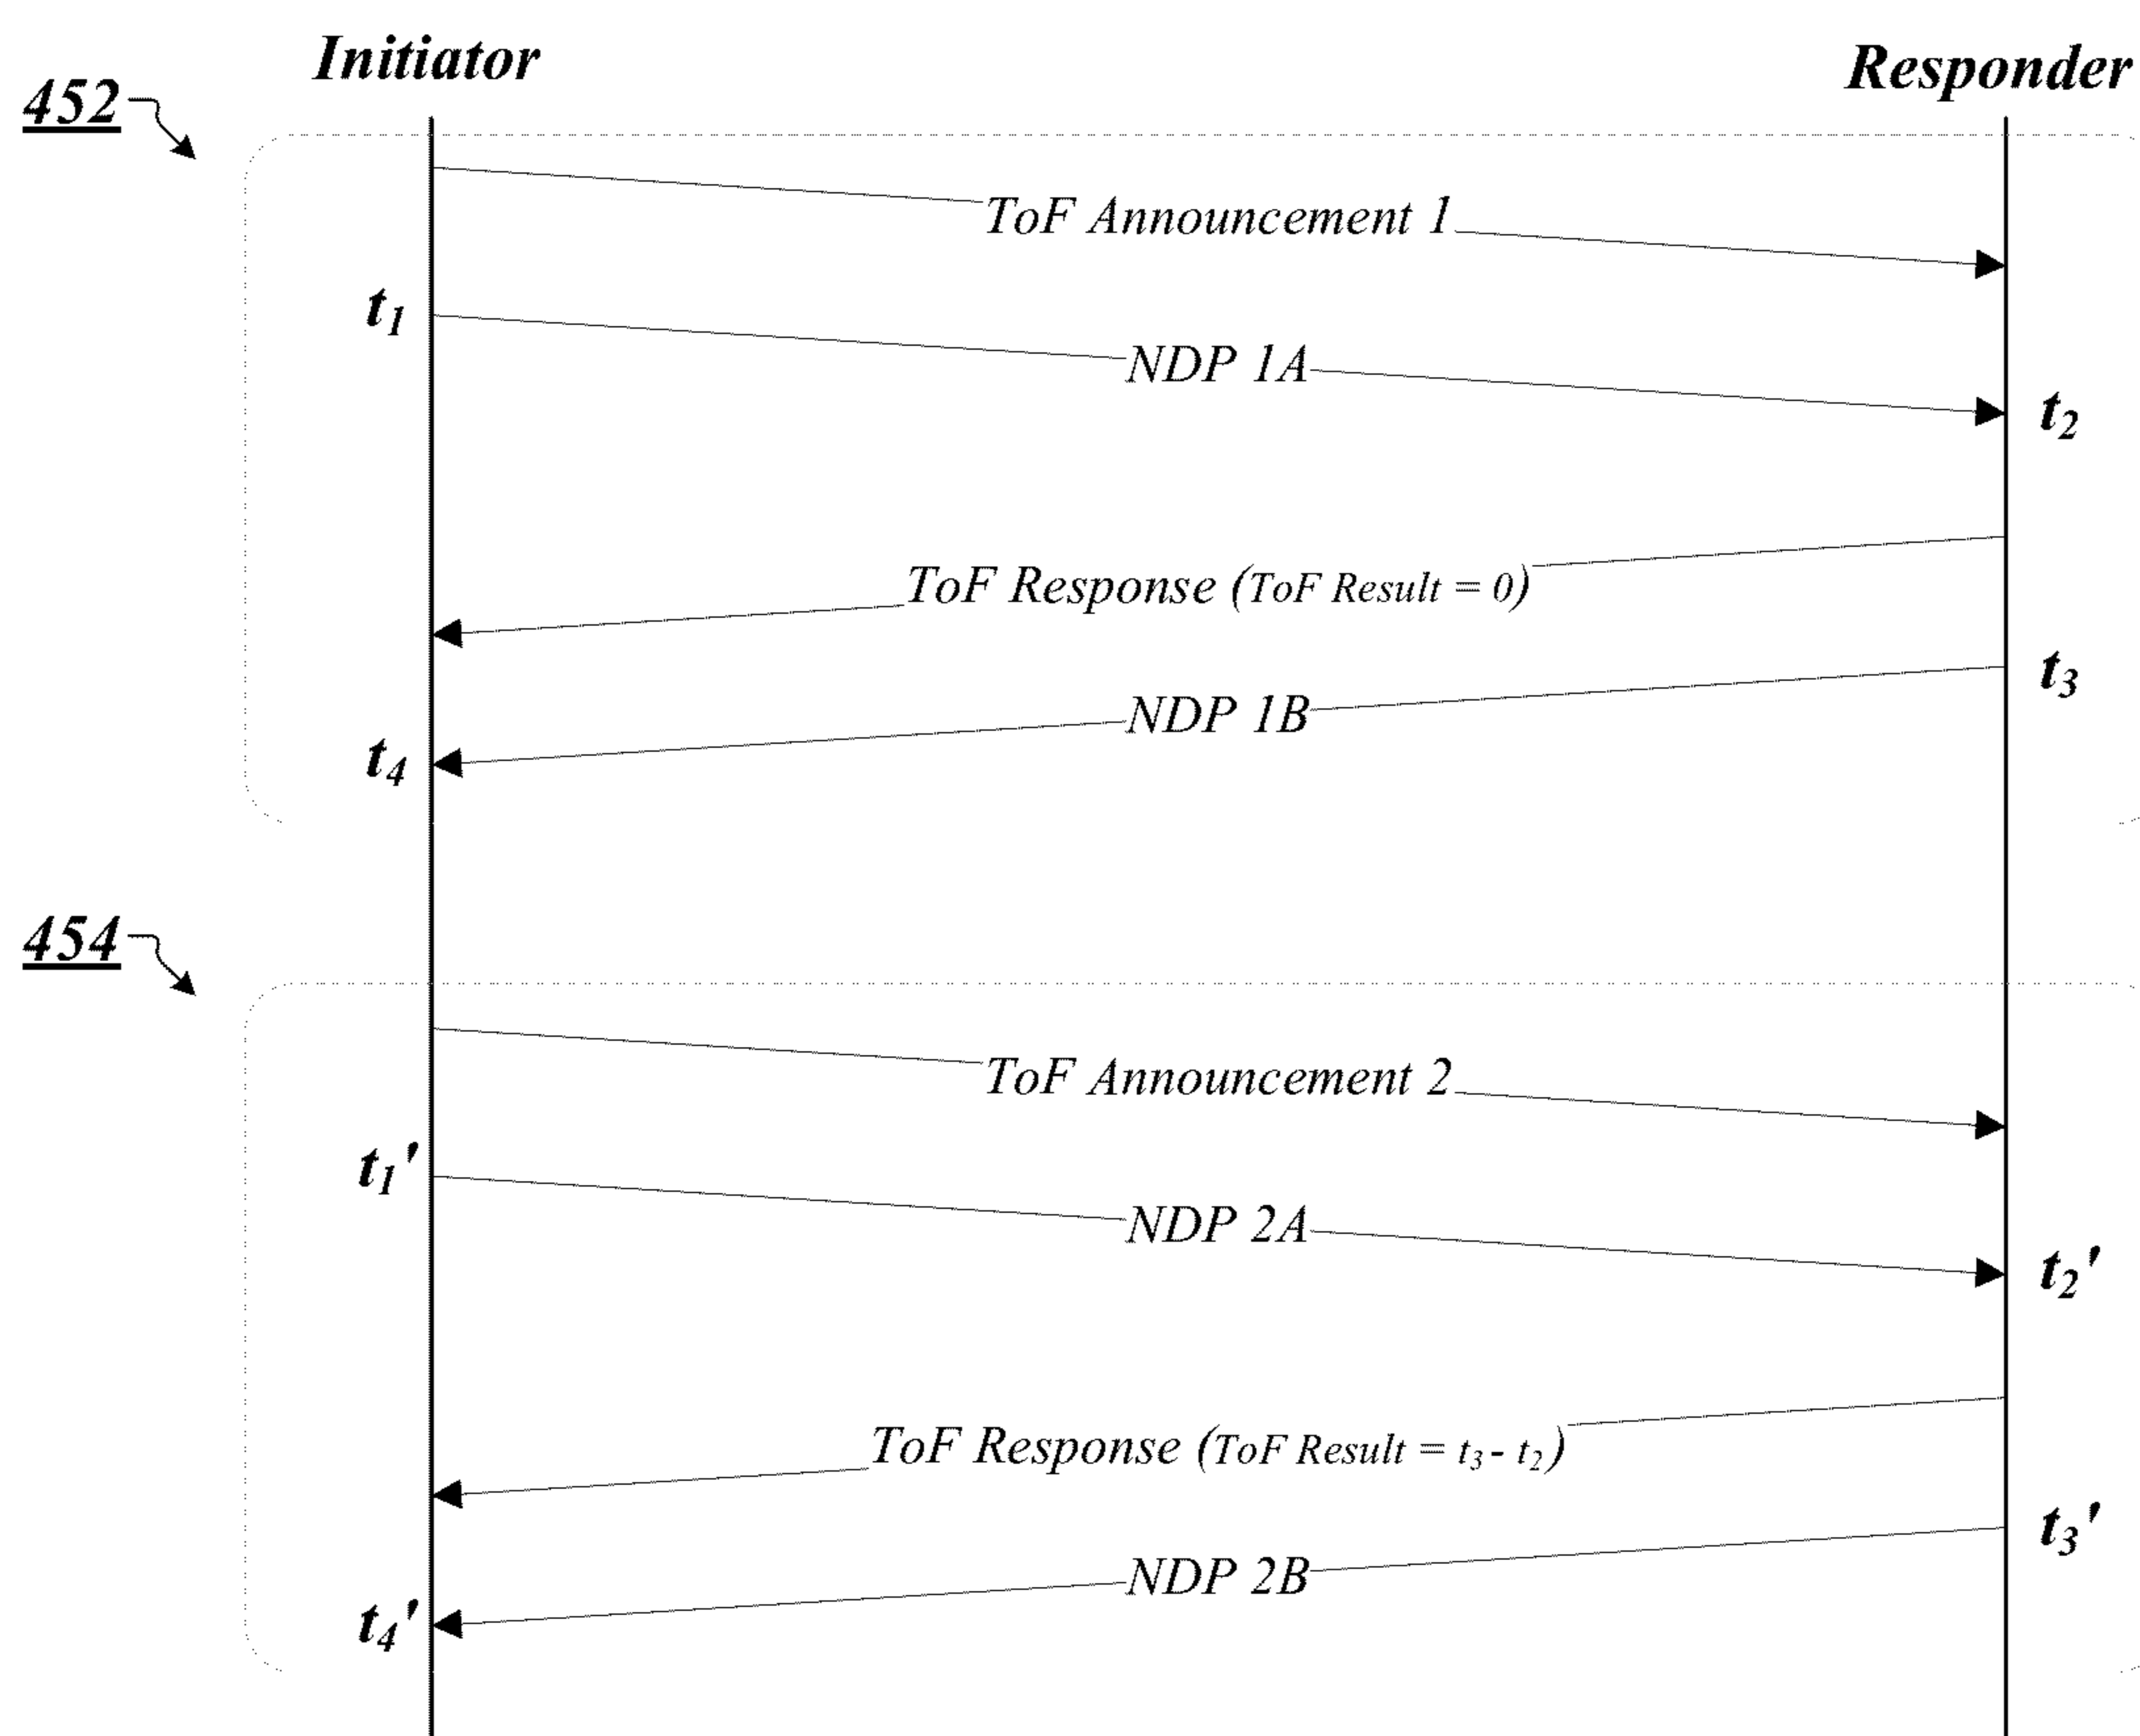 Initiator
Responder
452
ToF Announcement 1
t1
NDP 1A
t2
ToF Response (ToF Result = 0)
t3
NDP 1B
t4
454
ToF Announcement 2
t1'
NDP 2A
t2'
ToF Response (ToF Result = t3 - t2)
t3'
NDP 2B
t4'